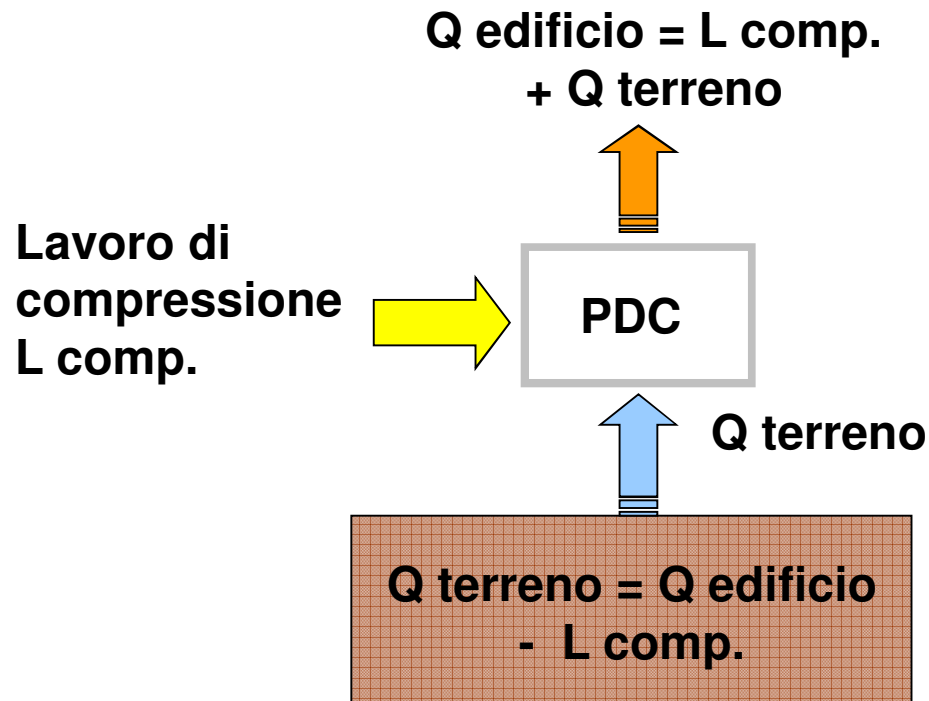 Q edificio = L comp.
+ Q terreno
Lavoro di
compressione
L comp.
PDC
Q terreno
Q terreno = Q edificio
- L comp.